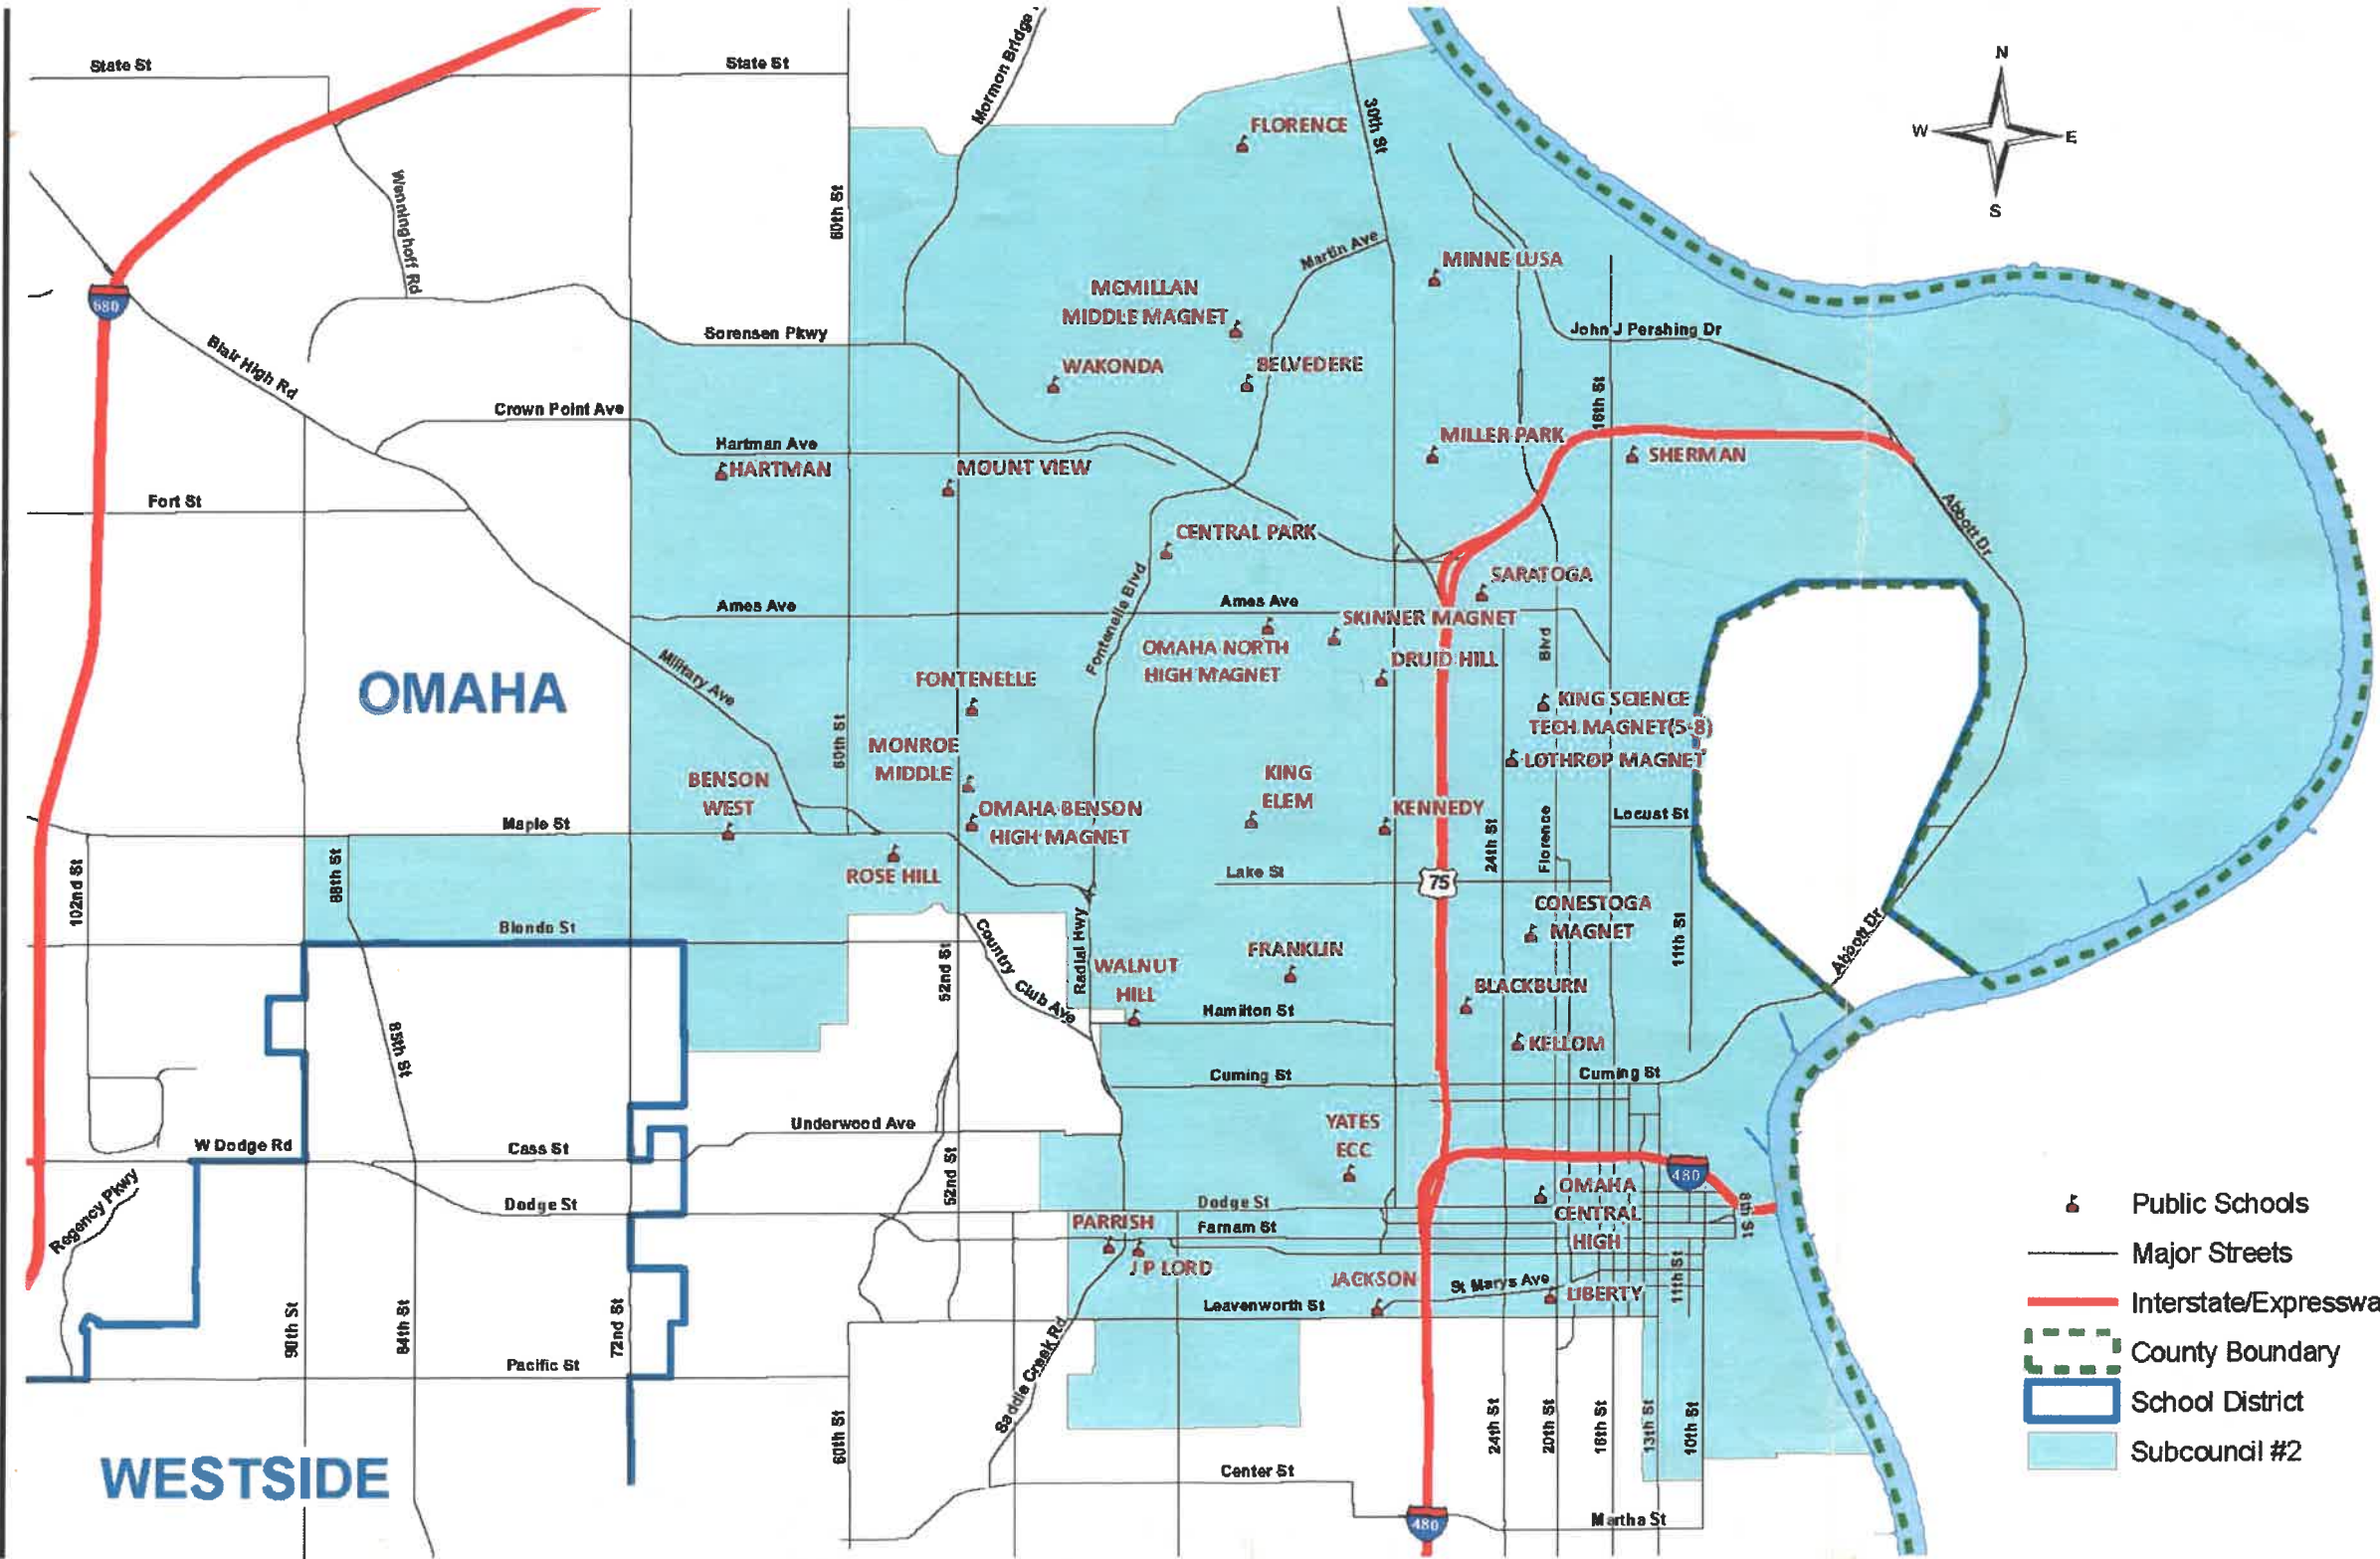 State St
State St
Mormon Bridge
30th St
N
W
E
S
FLORENCE
Wenninghoff Rd
60th St
Martin Ave
MINNE LUSA
MCMILLAN
MIDDLE MAGNET
680
Sorensen Pkwy
John J Pershing Dr
Blair High Rd
WAKONDA
BELVEDERE
16th St
Crown Point Ave
Hartman Ave
HARTMAN
MOUNT VIEW
MILLER PARK
SHERMAN
Fort St
CENTRAL PARK
Abbott Dr
SARATOGA
Ames Ave
Ames Ave
Fontenelle Blvd
SKINNER MAGNET
OMAHA NORTH
HIGH MAGNET
DRUID HILL
Blvd
OMAHA
Military Ave
FONTENELLE
KING SCIENCE
TECH MAGNET(5-8)
LOTHROP MAGNET
60th St
MONROE
MIDDLE
BENSON
WEST
KING
ELEM
OMAHA BENSON
HIGH MAGNET
KENNEDY
Maple St
Locust St
24th St
Florence
88th St
102nd St
ROSE HILL
Lake St
75
CONESTOGA
MAGNET
Blondo St
52nd St
Country
Club Ave
Radial Hwy
WALNUT
HILL
FRANKLIN
11th St
Abbott Dr
BLACKBURN
Hamilton St
85th St
KELLOM
Cuming St
Cuming St
Underwood Ave
YATES
ECC
W Dodge Rd
Cass St
52nd St
480
Regency Pkwy
Dodge St
Dodge St
OMAHA
CENTRAL
HIGH
8th St
Public Schools
PARRISH
Farnam St
J P LORD
Major Streets
JACKSON
St Marys Ave
LIBERTY
11th St
Leavenworth St
Interstate/Expresswa
90th St
84th St
72nd St
Pacific St
County Boundary
Saddle Creek Rd
60th St
24th St
20th St
16th St
13th St
10th St
School District
Subcouncil #2
WESTSIDE
Center St
480
Martha St